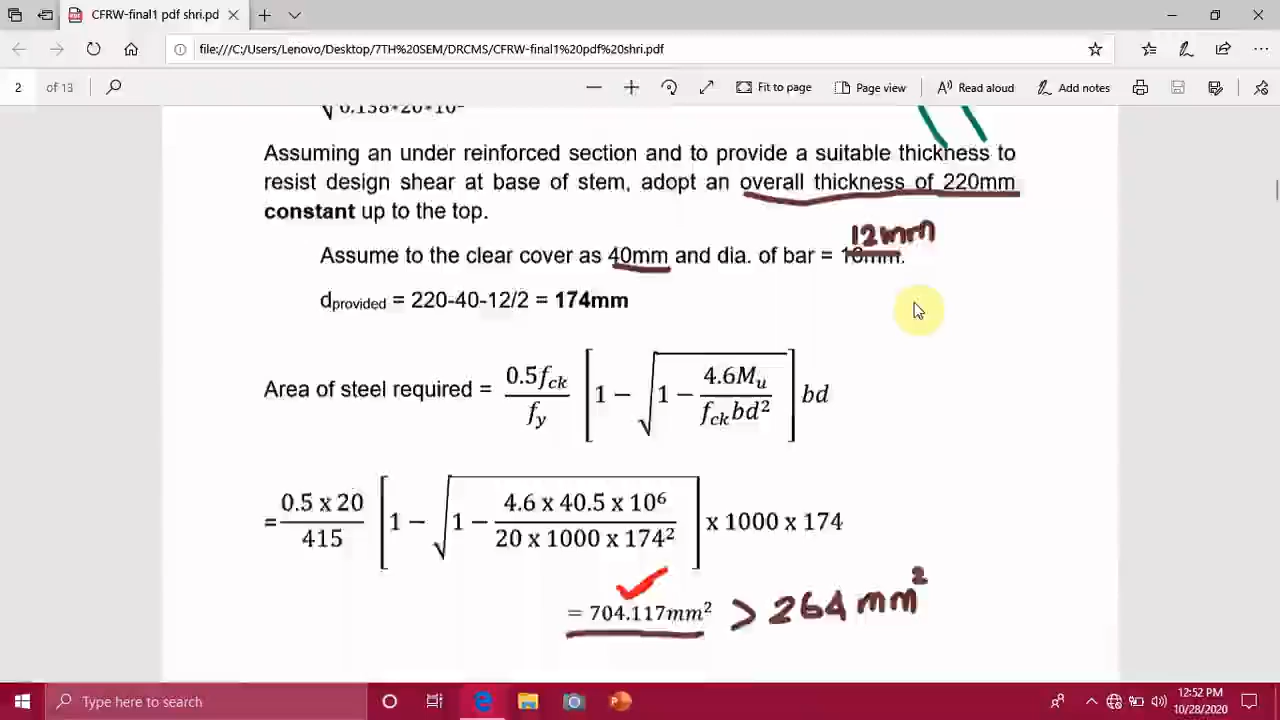 CFRW-final1 pdf shri.pdf
file:///C:/Users/Lenovo/Desktop/7TH%20SEM/DRCMS/CFRW-final1%20pdf%20shri.pdf
2 of 13 Fit to page Page view Read aloud Add notes
Assuming an under reinforced section and to provide a suitable thickness to
resist design shear at base of stem, adopt an overall thickness of 220mm
constant up to the top.
12mm
Assume to the clear cover as 40mm and dia. of bar = 10mm.
dprovided = 220-40-12/2 = 174mm
Area of steel required = 0.5fck/fy [1 − √(1 − 4.6Mu/fckbd²)] bd
= 0.5 x 20/415 [1 − √(1 − 4.6 x 40.5 x 10⁶/20 x 1000 x 174²)] x 1000 x 174
= 704.117mm² > 264 mm²
Type here to search
12:52 PM
10/28/2020